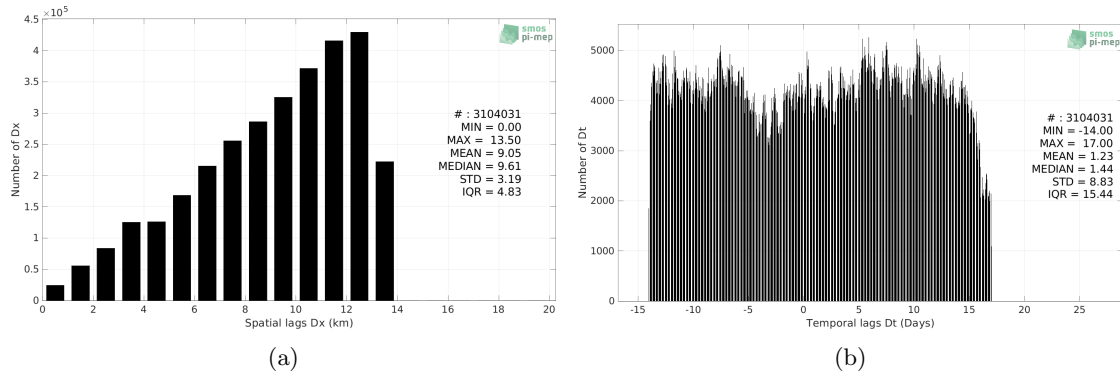 ×10⁵
4.5
4
3.5
3
2.5
2
1.5
1
0.5
0
Number of Dx
0 2 4 6 8 10 12 14 16 18 20
Spatial lags Dx (km)
smos
pi-mep
# : 3104031
MIN = 0.00
MAX = 13.50
MEAN = 9.05
MEDIAN = 9.61
STD = 3.19
IQR = 4.83
(a)
5000
4000
3000
2000
1000
0
Number of Dt
-15 -10 -5 0 5 10 15 20 25
Temporal lags Dt (Days)
smos
pi-mep
# : 3104031
MIN = -14.00
MAX = 17.00
MEAN = 1.23
MEDIAN = 1.44
STD = 8.83
IQR = 15.44
(b)